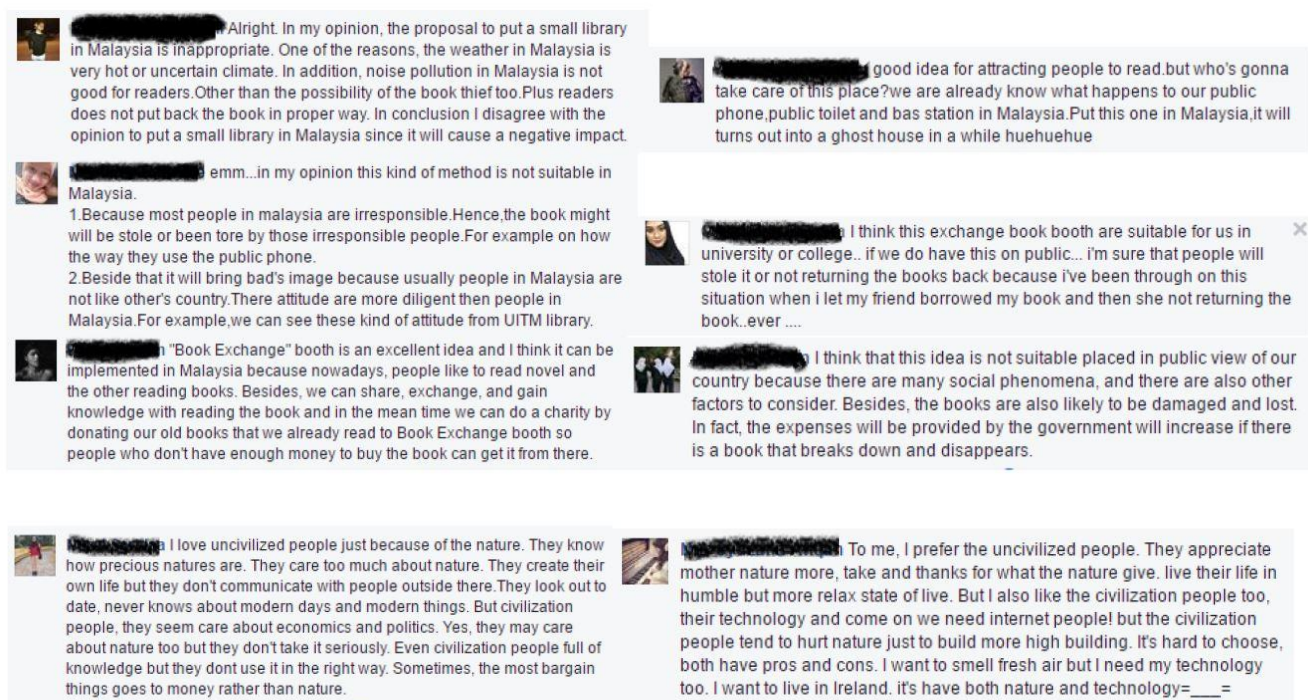 Alright. In my opinion, the proposal to put a small library
in Malaysia is inappropriate. One of the reasons, the weather in Malaysia is
very hot or uncertain climate. In addition, noise pollution in Malaysia is not
good for readers.Other than the possibility of the book thief too.Plus readers
does not put back the book in proper way. In conclusion I disagree with the
opinion to put a small library in Malaysia since it will cause a negative impact.
emm...in my opinion this kind of method is not suitable in
Malaysia.
1.Because most people in malaysia are irresponsible.Hence,the book might
will be stole or been tore by those irresponsible people.For example on how
the way they use the public phone.
2.Beside that it will bring bad's image because usually people in Malaysia are
not like other's country.There attitude are more diligent then people in
Malaysia.For example,we can see these kind of attitude from UITM library.
"Book Exchange" booth is an excellent idea and I think it can be
implemented in Malaysia because nowadays, people like to read novel and
the other reading books. Besides, we can share, exchange, and gain
knowledge with reading the book and in the mean time we can do a charity by
donating our old books that we already read to Book Exchange booth so
people who don't have enough money to buy the book can get it from there.
good idea for attracting people to read.but who's gonna
take care of this place?we are already know what happens to our public
phone,public toilet and bas station in Malaysia.Put this one in Malaysia,it will
turns out into a ghost house in a while huehuehue
I think this exchange book booth are suitable for us in
university or college.. if we do have this on public... i'm sure that people will
stole it or not returning the books back because i've been through on this
situation when i let my friend borrowed my book and then she not returning the
book..ever ....
I think that this idea is not suitable placed in public view of our
country because there are many social phenomena, and there are also other
factors to consider. Besides, the books are also likely to be damaged and lost.
In fact, the expenses will be provided by the government will increase if there
is a book that breaks down and disappears.
I love uncivilized people just because of the nature. They know
how precious natures are. They care too much about nature. They create their
own life but they don't communicate with people outside there.They look out to
date, never knows about modern days and modern things. But civilization
people, they seem care about economics and politics. Yes, they may care
about nature too but they don't take it seriously. Even civilization people full of
knowledge but they dont use it in the right way. Sometimes, the most bargain
things goes to money rather than nature.
To me, I prefer the uncivilized people. They appreciate
mother nature more, take and thanks for what the nature give. live their life in
humble but more relax state of live. But I also like the civilization people too,
their technology and come on we need internet people! but the civilization
people tend to hurt nature just to build more high building. It's hard to choose,
both have pros and cons. I want to smell fresh air but I need my technology
too. I want to live in Ireland. it's have both nature and technology=___=